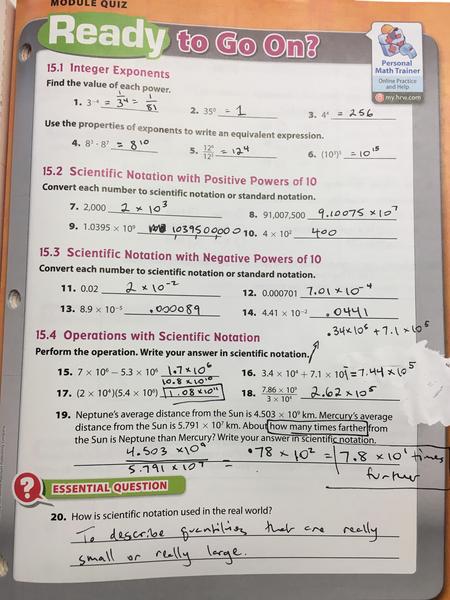 MODULE QUIZ
Ready to Go On?
Personal
Math Trainer
Online Practice
and Help
my.hrw.com
15.1 Integer Exponents
Find the value of each power.
1. 3⁻⁴ = 1/3⁴ = 1/81 2. 35⁰ = 1 3. 4⁴ = 256
Use the properties of exponents to write an equivalent expression.
4. 8³ · 8⁷ = 8¹⁰ 5. 12⁶/12² = 12⁴ 6. (10³)⁵ = 10¹⁵
15.2 Scientific Notation with Positive Powers of 10
Convert each number to scientific notation or standard notation.
7. 2,000 2 × 10³ 8. 91,007,500 9.10075 × 10⁷
9. 1.0395 × 10⁹ 1039500000 10. 4 × 10² 400
15.3 Scientific Notation with Negative Powers of 10
Convert each number to scientific notation or standard notation.
11. 0.02 2 × 10⁻² 12. 0.000701 7.01 × 10⁻⁴
13. 8.9 × 10⁻⁵ .000089 14. 4.41 × 10⁻² .0441
.34×10⁵ + 7.1 × 10⁵
15.4 Operations with Scientific Notation
Perform the operation. Write your answer in scientific notation.
15. 7 × 10⁶ − 5.3 × 10⁶ 1.7 × 10⁶ 16. 3.4 × 10⁴ + 7.1 × 10⁵ = 7.44 × 10⁵
10.8 × 10¹⁰
17. (2 × 10⁴)(5.4 × 10⁶) 1.08 × 10¹¹ 18. 7.86 × 10⁹/3 × 10⁴ 2.62 × 10⁵
19. Neptune's average distance from the Sun is 4.503 × 10⁹ km. Mercury's average
distance from the Sun is 5.791 × 10⁷ km. About how many times farther from
the Sun is Neptune than Mercury? Write your answer in scientific notation.
4.503 × 10⁹/5.791 × 10⁷ = .78 × 10² = 7.8 × 10¹ times
further
? ESSENTIAL QUESTION
20. How is scientific notation used in the real world?
To describe quantities that are really
small or really large.